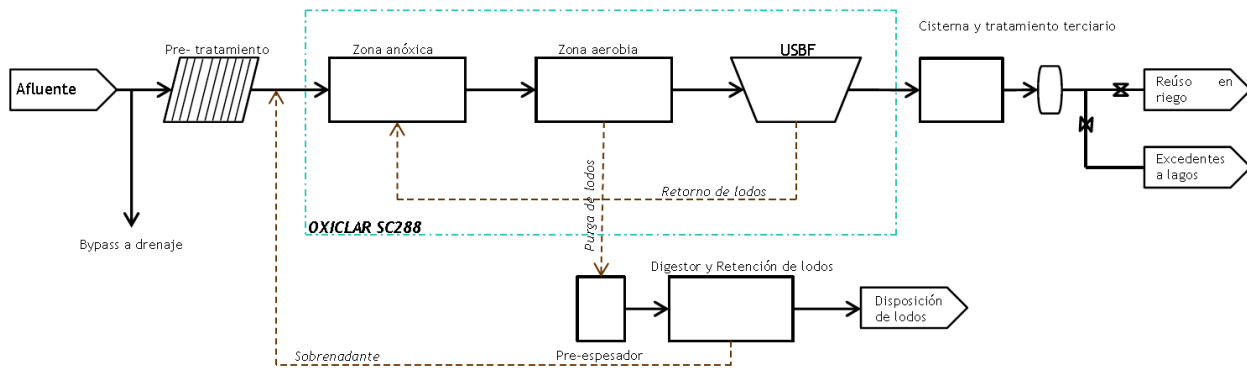 Cisterna y tratamiento terciario
Pre- tratamiento
Zona anóxica
Zona aerobia
USBF
Afluente
Reúso en
riego
Excedentes
a lagos
Retorno de lodos
Purga de lodos
OXICLAR SC288
Bypass a drenaje
Digestor y Retención de lodos
Disposición
de lodos
Sobrenadante
Pre-espesador